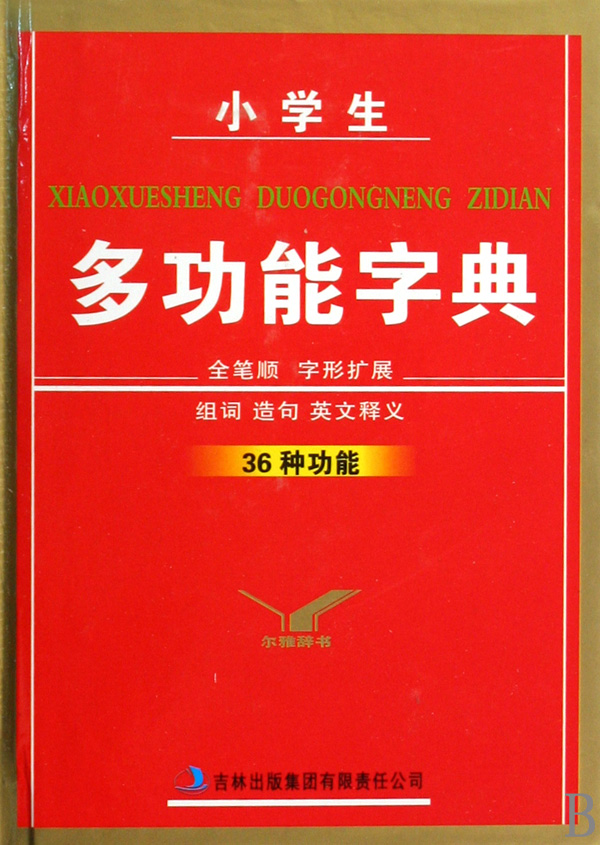 小学生
XIAOXUESHENG DUOGONGNENG ZIDIAN
多功能字典
全笔顺 字形扩展
组词 造句 英文释义
36种功能
尔雅辞书
吉林出版集团有限责任公司
B